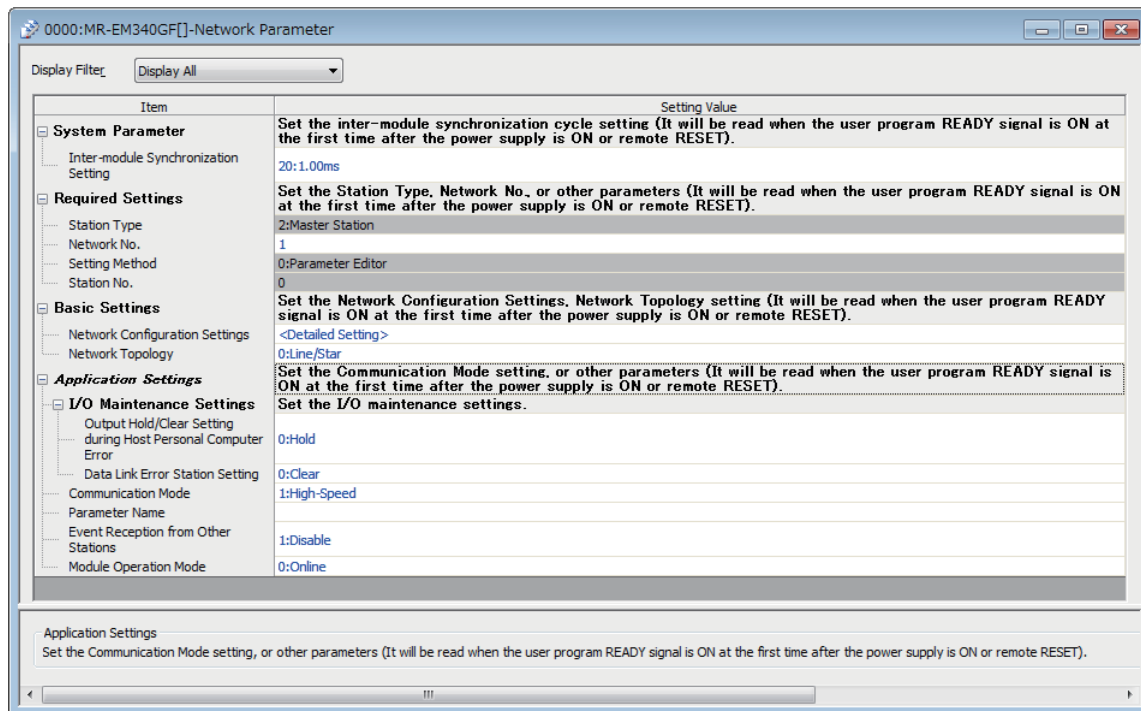 0000:MR-EM340GF[]-Network Parameter
Display Filter Display All
Item Setting Value
System Parameter Set the inter-module synchronization cycle setting (It will be read when the user program READY signal is ON at
the first time after the power supply is ON or remote RESET).
Inter-module Synchronization
Setting 20:1.00ms
Required Settings Set the Station Type, Network No., or other parameters (It will be read when the user program READY signal is ON
at the first time after the power supply is ON or remote RESET).
Station Type 2:Master Station
Network No. 1
Setting Method 0:Parameter Editor
Station No. 0
Basic Settings Set the Network Configuration Settings, Network Topology setting (It will be read when the user program READY
signal is ON at the first time after the power supply is ON or remote RESET).
Network Configuration Settings <Detailed Setting>
Network Topology 0:Line/Star
Application Settings Set the Communication Mode setting, or other parameters (It will be read when the user program READY signal is
ON at the first time after the power supply is ON or remote RESET).
I/O Maintenance Settings Set the I/O maintenance settings.
Output Hold/Clear Setting
during Host Personal Computer 0:Hold
Error
Data Link Error Station Setting 0:Clear
Communication Mode 1:High-Speed
Parameter Name
Event Reception from Other
Stations 1:Disable
Module Operation Mode 0:Online
Application Settings
Set the Communication Mode setting, or other parameters (It will be read when the user program READY signal is ON at the first time after the power supply is ON or remote RESET).